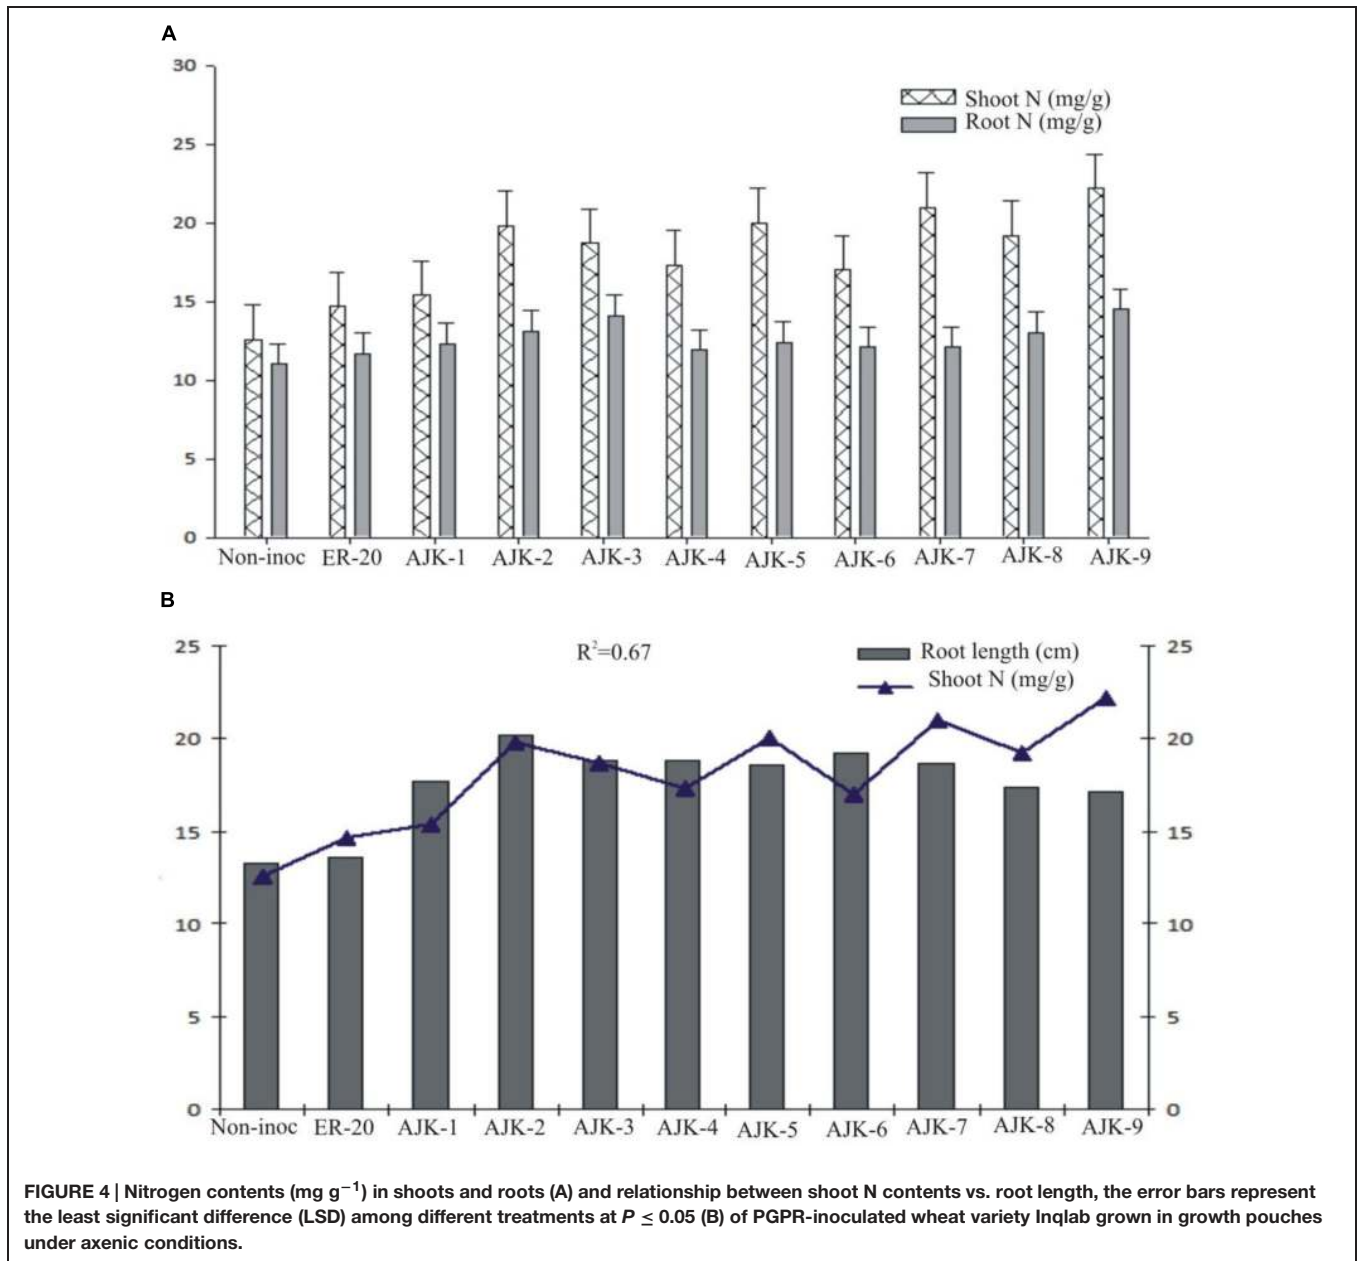 A
30
25
20
15
10
5
0
Shoot N (mg/g)
Root N (mg/g)
Non-inoc ER-20 AJK-1 AJK-2 AJK-3 AJK-4 AJK-5 AJK-6 AJK-7 AJK-8 AJK-9
B
25
20
15
10
5
0
R²=0.67
Root length (cm)
Shoot N (mg/g)
25
20
15
10
5
0
Non-inoc ER-20 AJK-1 AJK-2 AJK-3 AJK-4 AJK-5 AJK-6 AJK-7 AJK-8 AJK-9
FIGURE 4 | Nitrogen contents (mg g−1) in shoots and roots (A) and relationship between shoot N contents vs. root length, the error bars represent
the least significant difference (LSD) among different treatments at P ≤ 0.05 (B) of PGPR-inoculated wheat variety Inqlab grown in growth pouches
under axenic conditions.